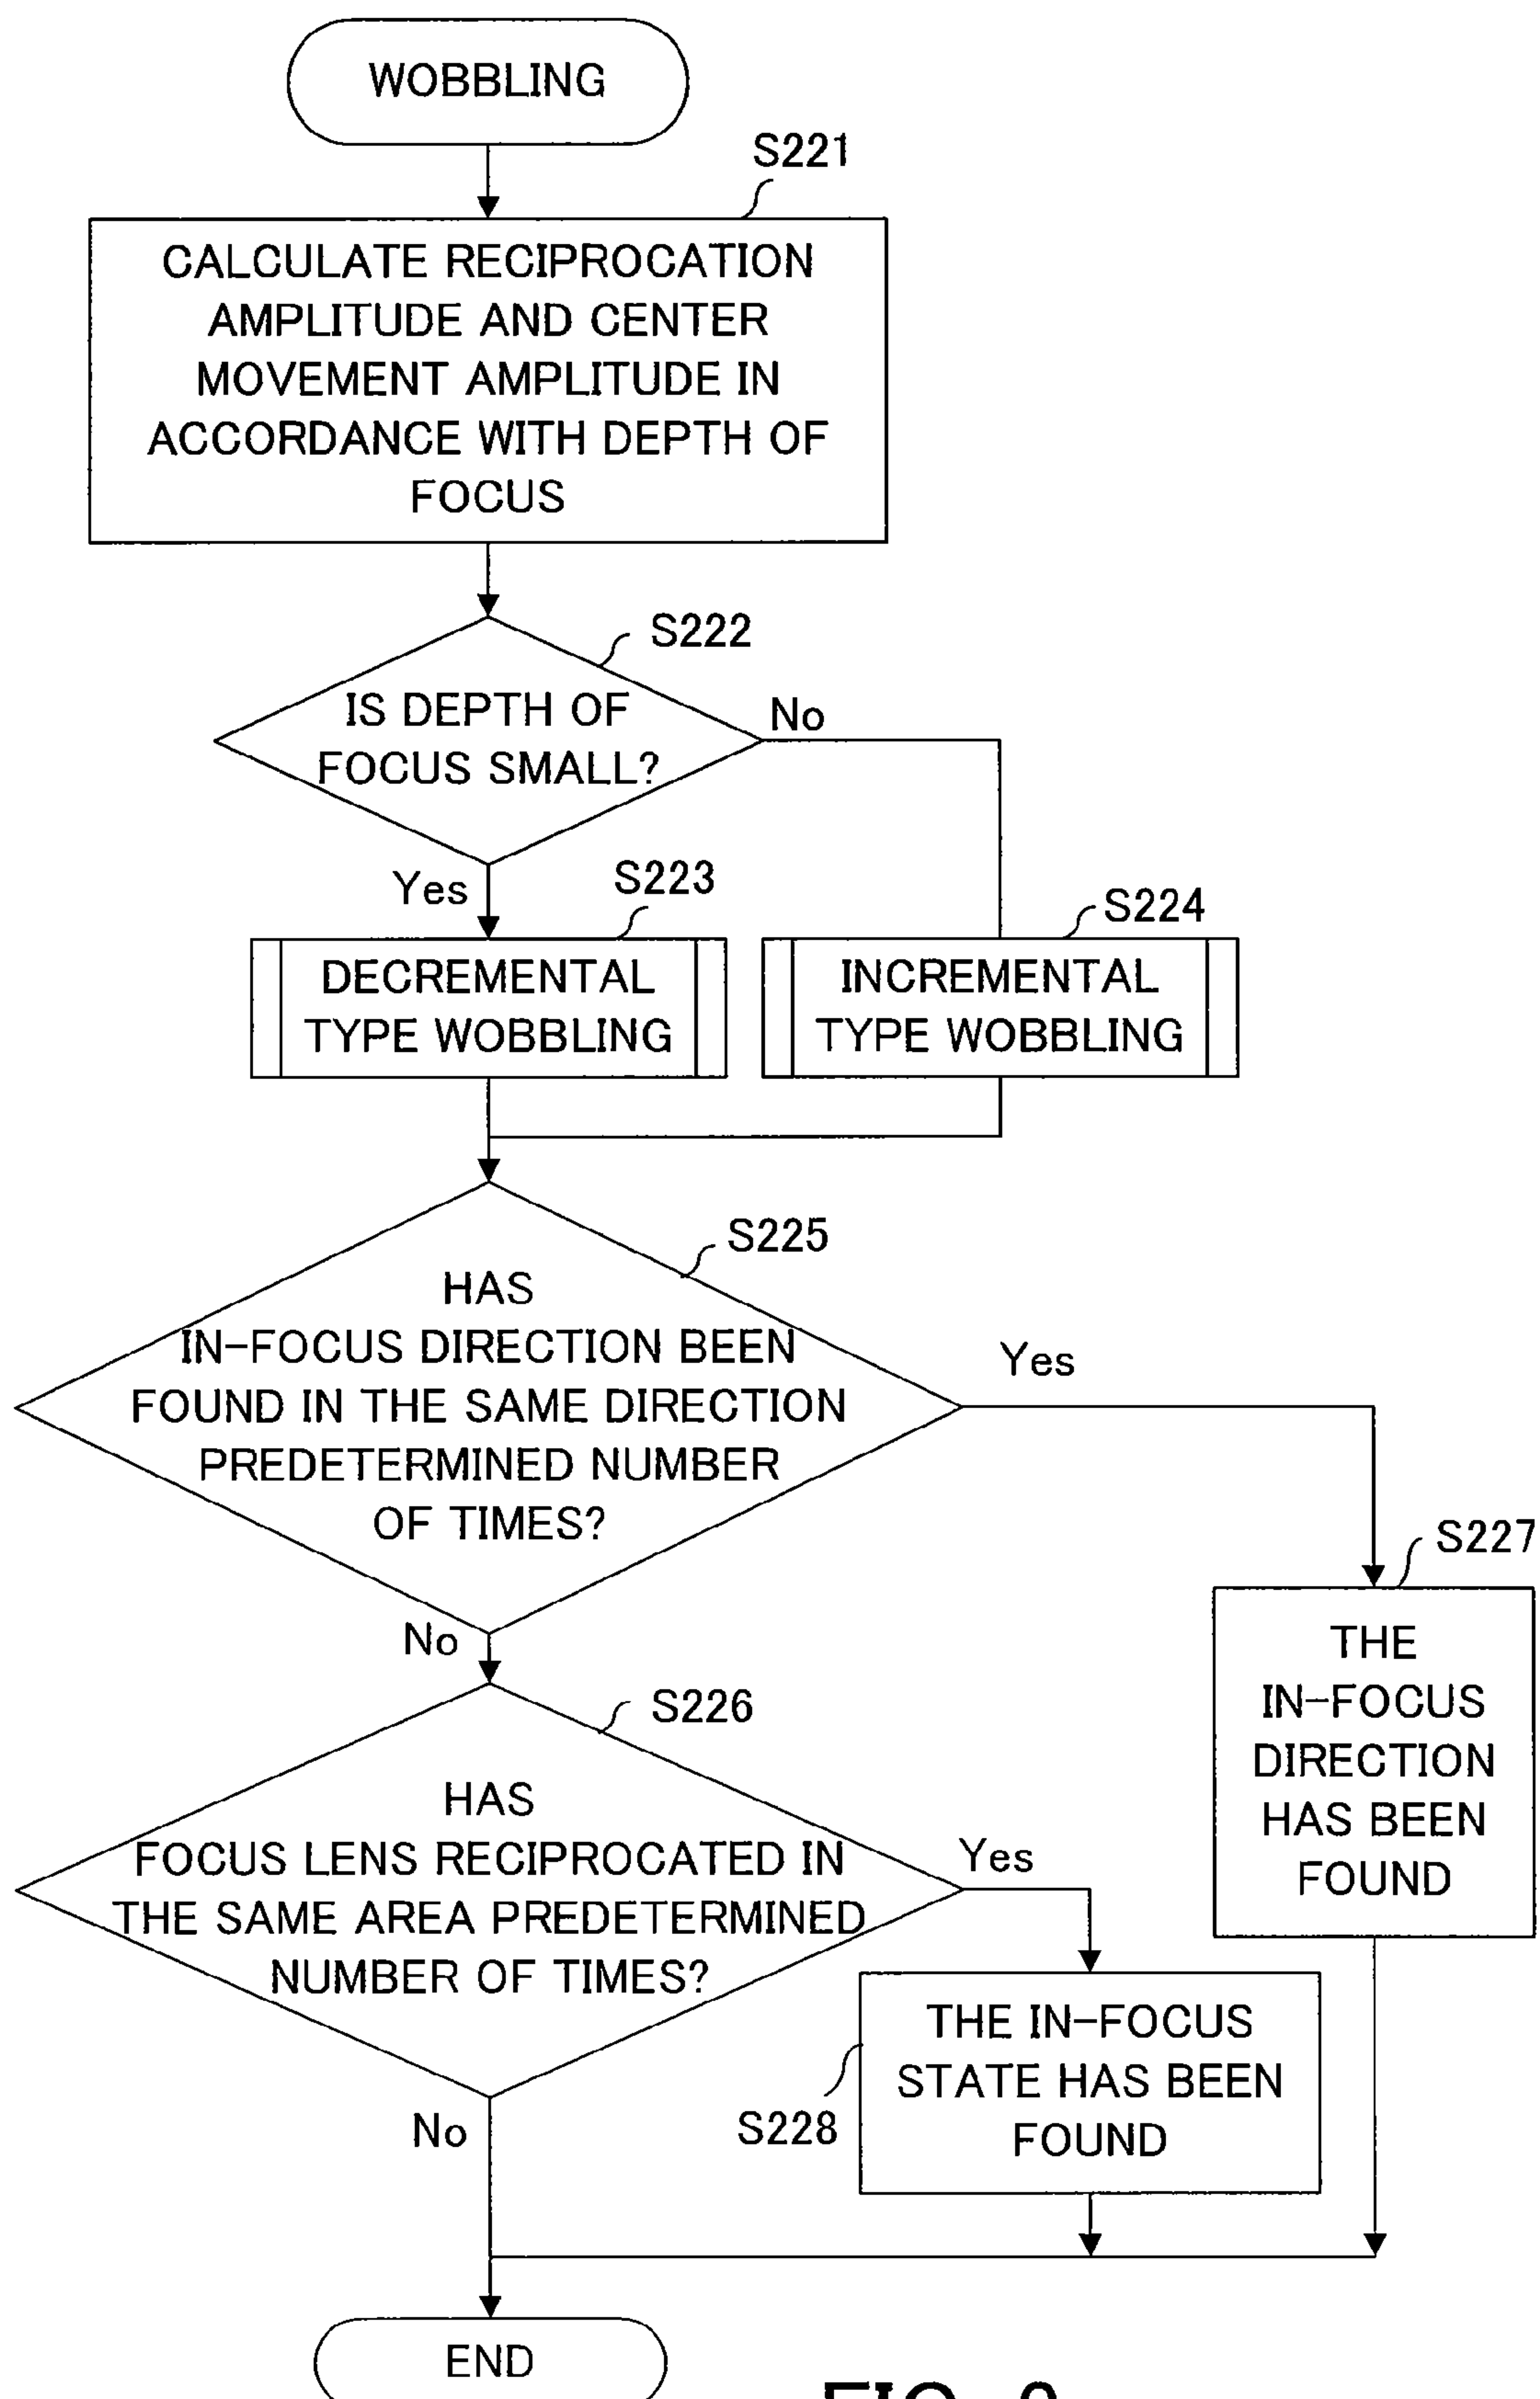 WOBBLING
S221
CALCULATE RECIPROCATION
AMPLITUDE AND CENTER
MOVEMENT AMPLITUDE IN
ACCORDANCE WITH DEPTH OF
FOCUS
S222
IS DEPTH OF
FOCUS SMALL?
No
Yes
S223
S224
DECREMENTAL
TYPE WOBBLING
INCREMENTAL
TYPE WOBBLING
S225
HAS
IN-FOCUS DIRECTION BEEN
FOUND IN THE SAME DIRECTION
PREDETERMINED NUMBER
OF TIMES?
Yes
No
S227
THE
IN-FOCUS
DIRECTION
HAS BEEN
FOUND
S226
HAS
FOCUS LENS RECIPROCATED IN
THE SAME AREA PREDETERMINED
NUMBER OF TIMES?
Yes
No
S228
THE IN-FOCUS
STATE HAS BEEN
FOUND
END
FIG.